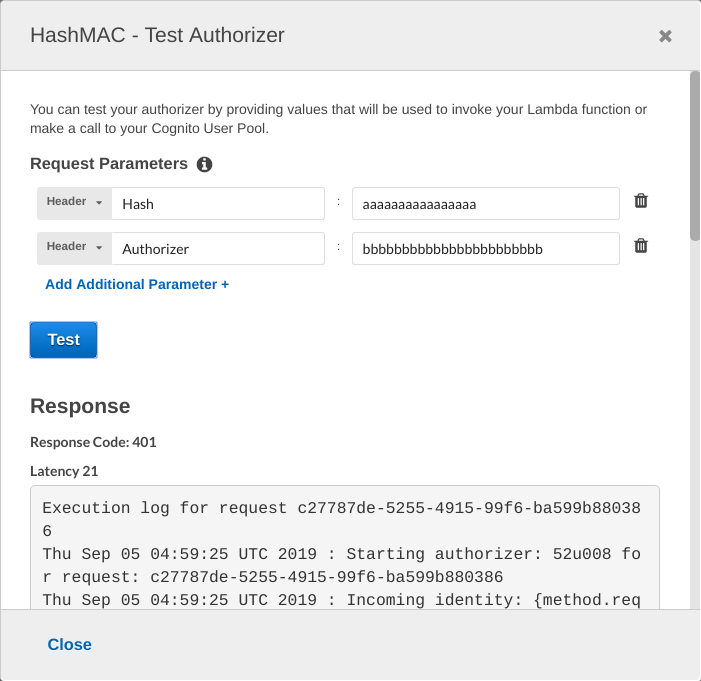 HashMAC - Test Authorizer
You can test your authorizer by providing values that will be used to invoke your Lambda function or
make a call to your Cognito User Pool.
Request Parameters
Header Hash : aaaaaaaaaaaaaaaa
Header Authorizer : bbbbbbbbbbbbbbbbbbbbbbb
Add Additional Parameter +
Test
Response
Response Code: 401
Latency 21
Execution log for request c27787de-5255-4915-99f6-ba599b88038
6
Thu Sep 05 04:59:25 UTC 2019 : Starting authorizer: 52u008 fo
r request: c27787de-5255-4915-99f6-ba599b880386
Thu Sep 05 04:59:25 UTC 2019 : Incoming identity: {method.req
Close